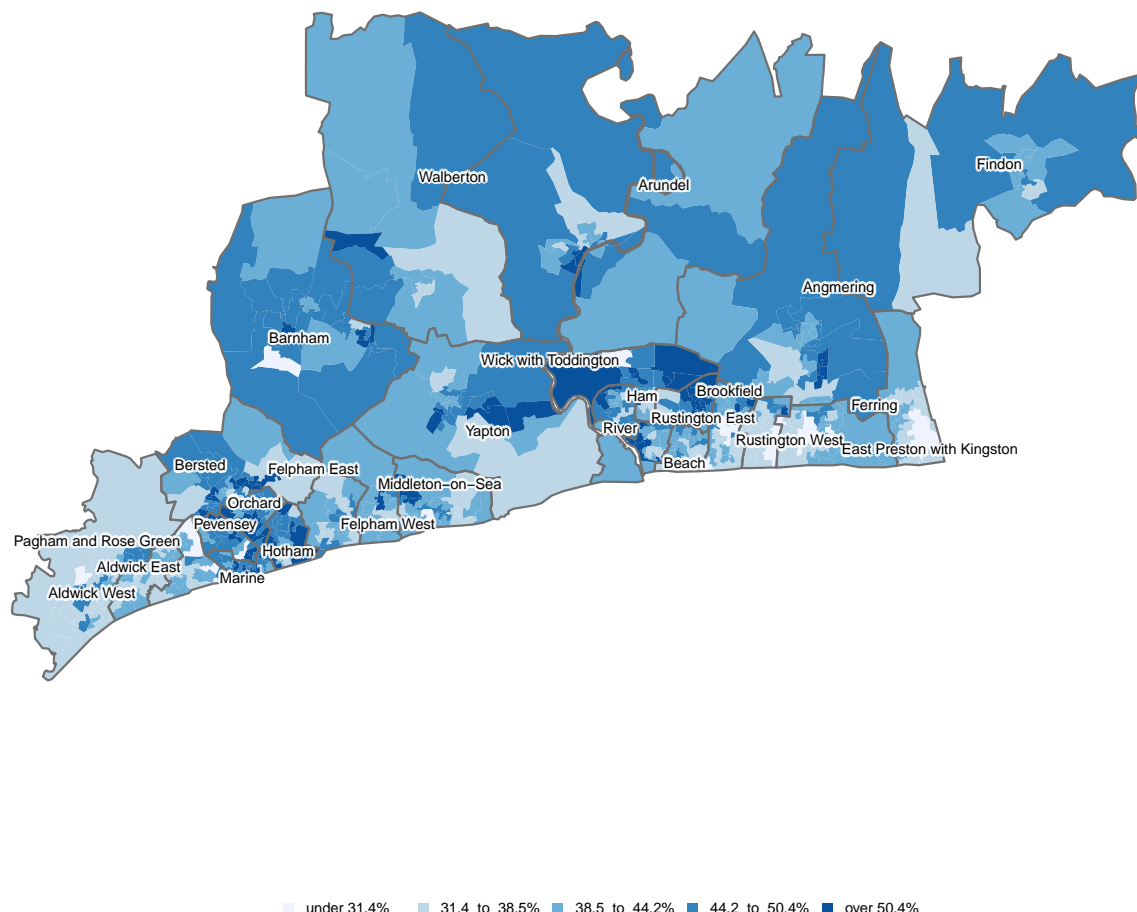 Walberton
Findon
Arundel
Angmering
Barnham
Wick with Toddington
Brookfield
Ham
Ferring
Rustington East
River
Yapton
Rustington West
East Preston with Kingston
Beach
Bersted
Felpham East
Middleton−on−Sea
Orchard
Pevensey
Felpham West
Pagham and Rose Green
Hotham
Aldwick East
Marine
Aldwick West
under 31.4% 31.4 to 38.5% 38.5 to 44.2% 44.2 to 50.4% over 50.4%